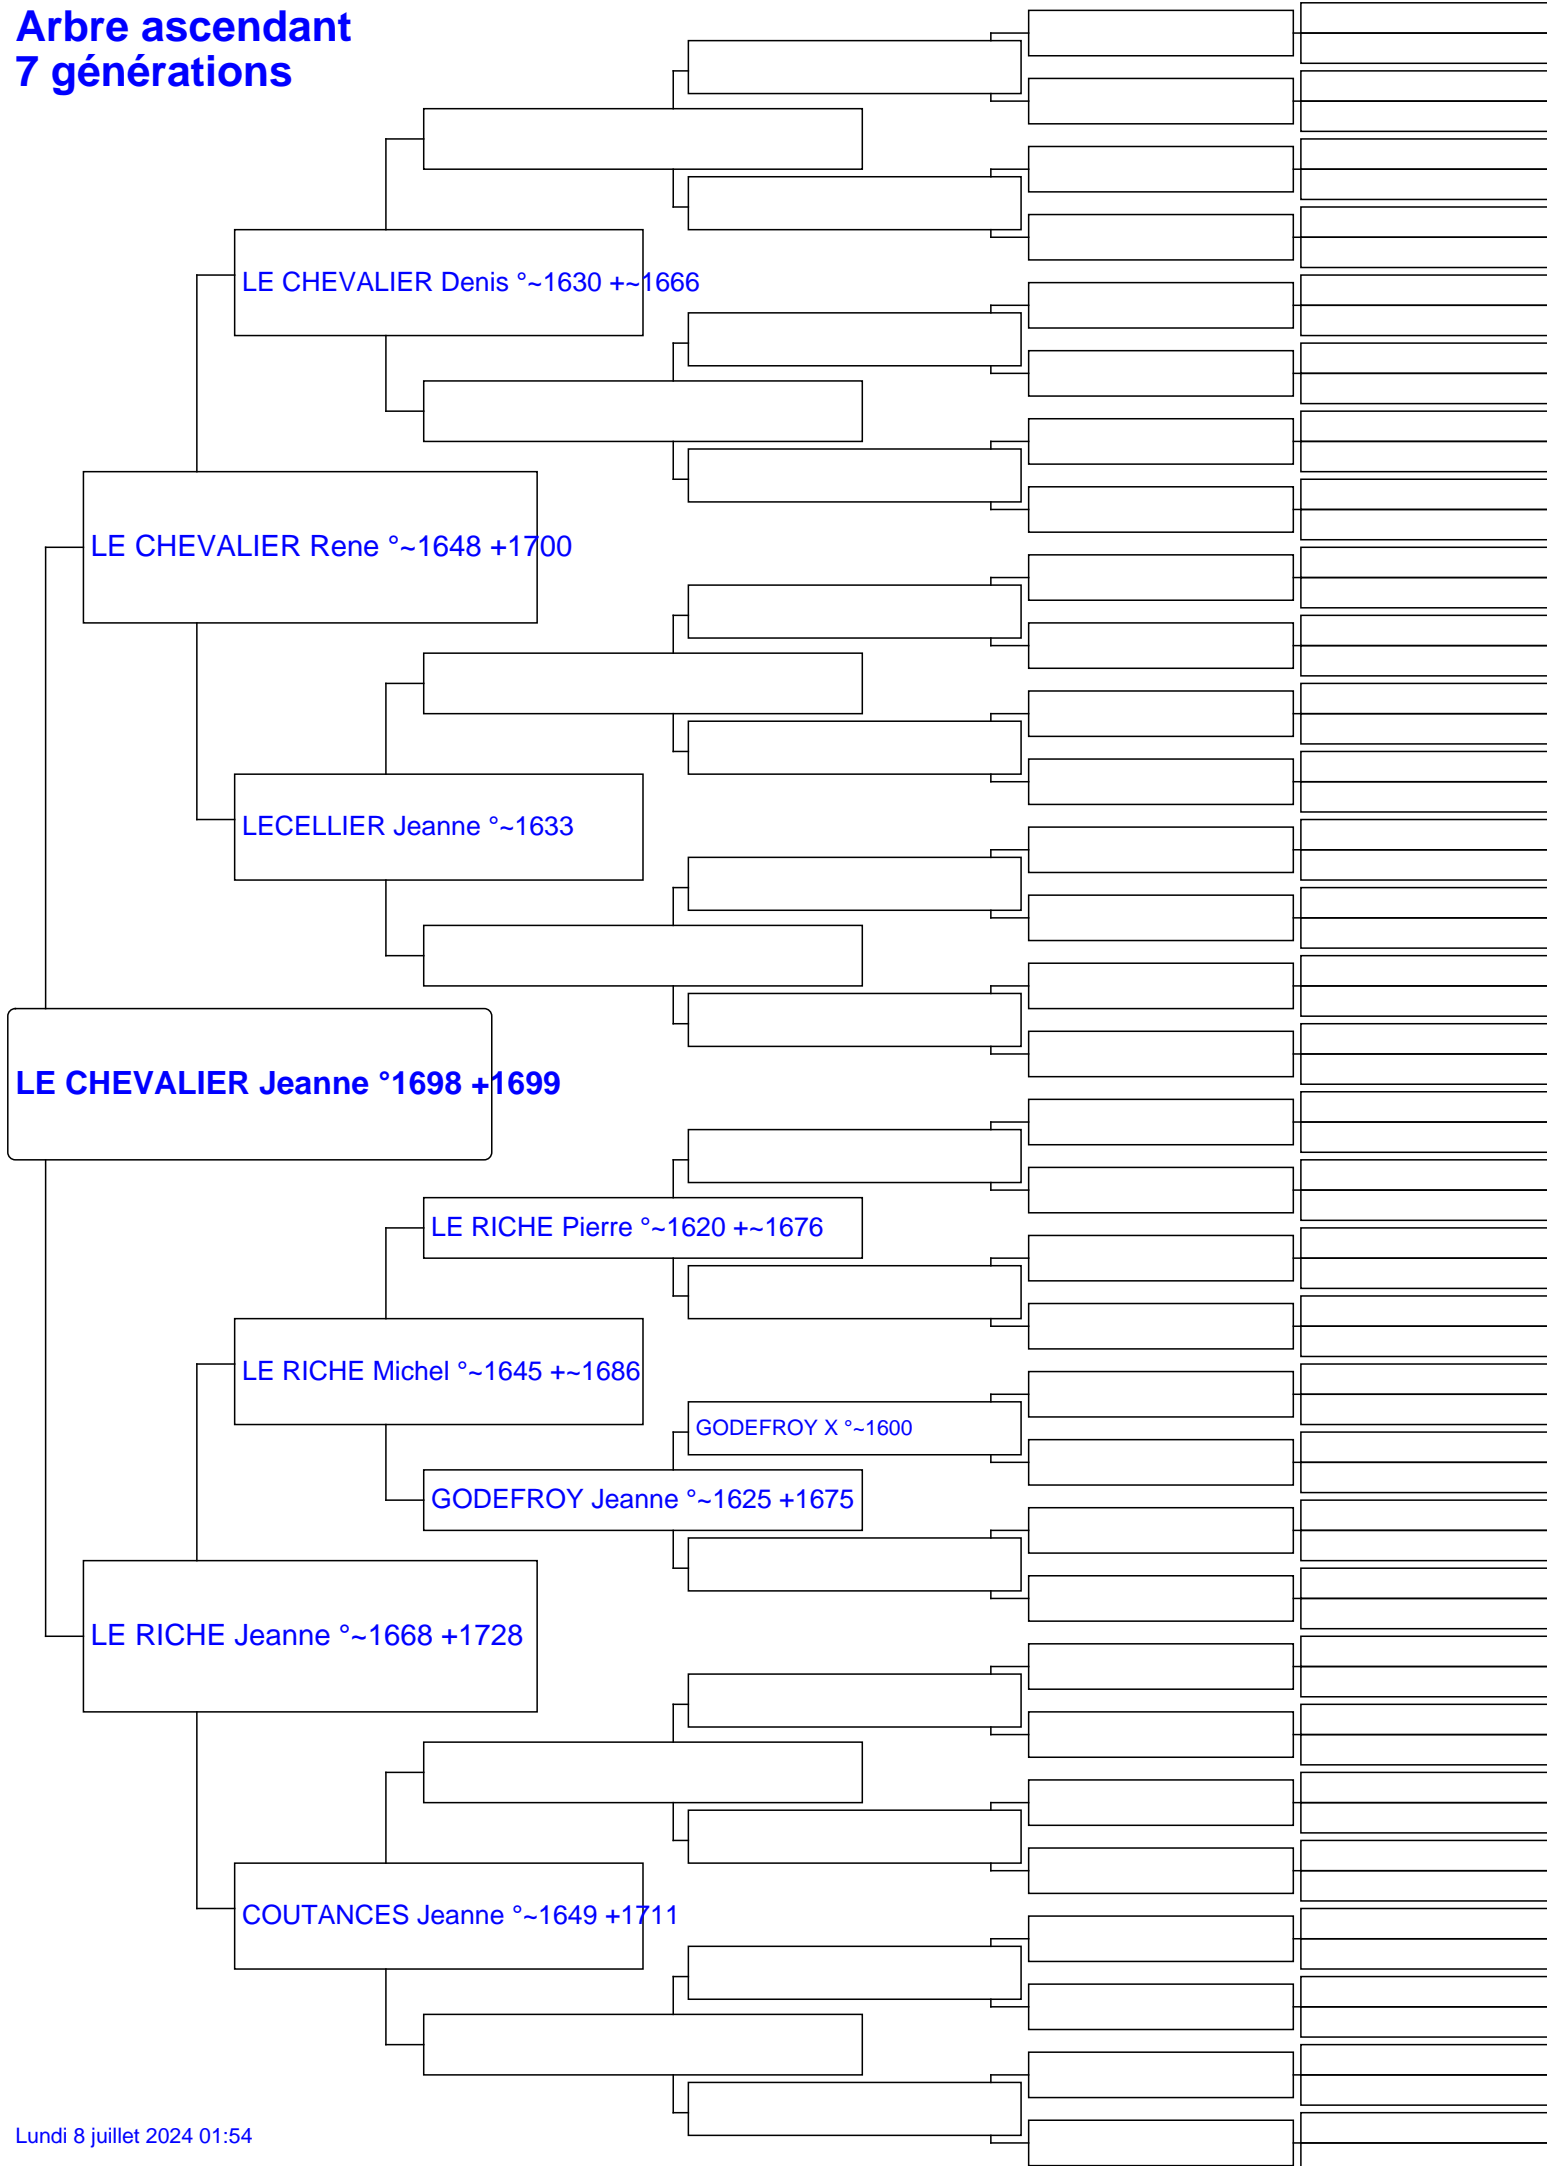 Arbre ascendant
7 générations
LE CHEVALIER Denis °~1630 +~1666
LE CHEVALIER Rene °~1648 +1700
LECELLIER Jeanne °~1633
LE CHEVALIER Jeanne °1698 +1699
LE RICHE Pierre °~1620 +~1676
LE RICHE Michel °~1645 +~1686
GODEFROY X °~1600
GODEFROY Jeanne °~1625 +1675
LE RICHE Jeanne °~1668 +1728
COUTANCES Jeanne °~1649 +1711
Lundi 8 juillet 2024 01:54